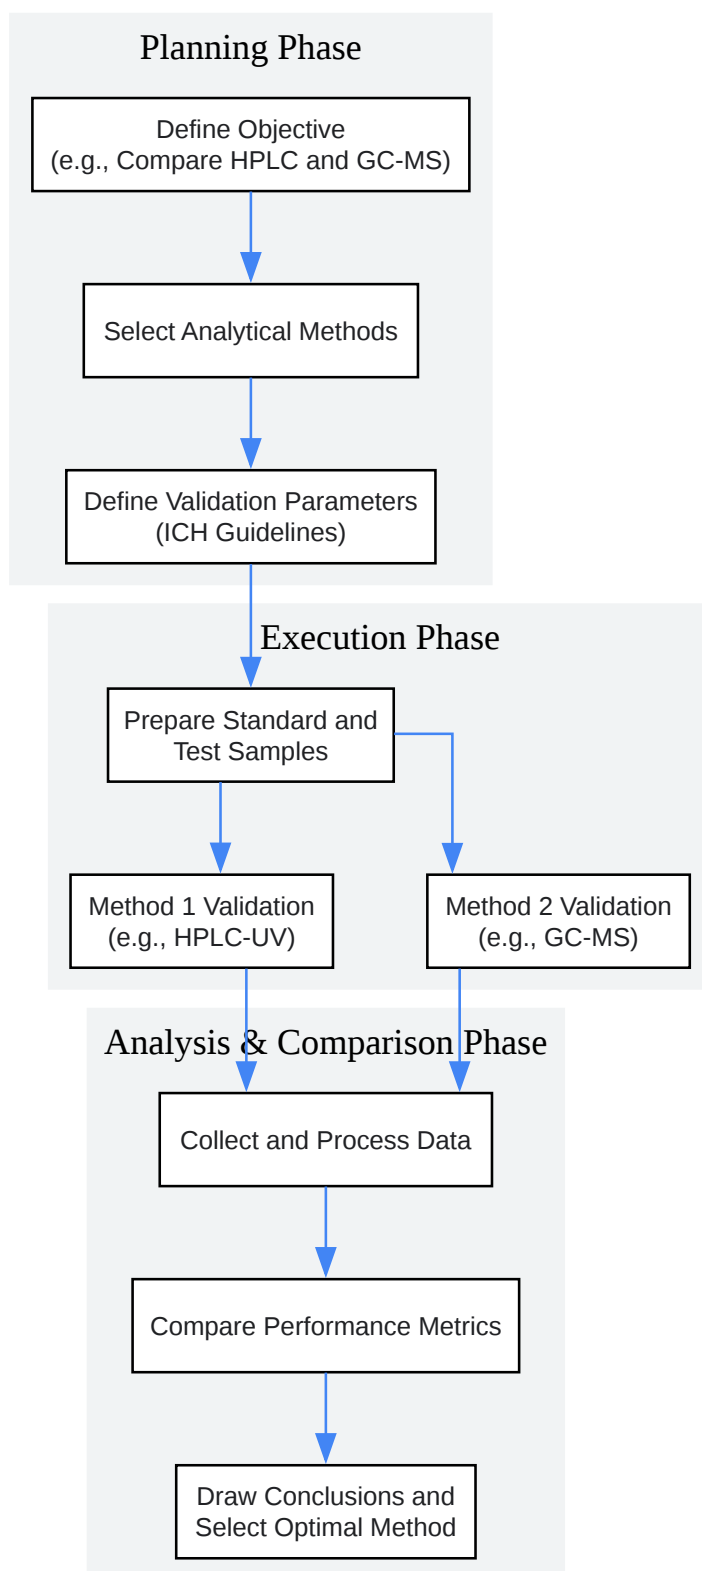 Planning Phase
Define Objective
(e.g., Compare HPLC and GC-MS)
Select Analytical Methods
Define Validation Parameters
(ICH Guidelines)
Execution Phase
Prepare Standard and
Test Samples
Method 1 Validation
(e.g., HPLC-UV)
Method 2 Validation
(e.g., GC-MS)
Analysis & Comparison Phase
Collect and Process Data
Compare Performance Metrics
Draw Conclusions and
Select Optimal Method